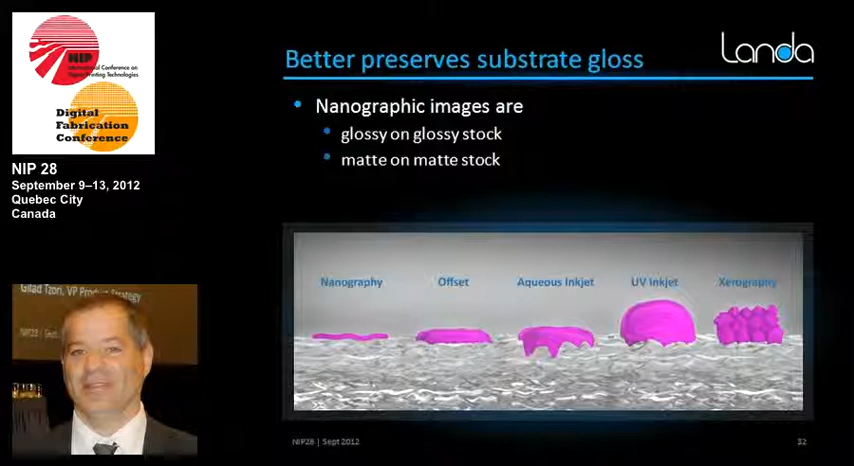 NIP
International Conference on
Digital Printing Technologies
Digital
Fabrication
Conference
NIP 28
September 9–13, 2012
Quebec City
Canada
Gilad Tzori, VP Product Strategy
Better preserves substrate gloss
Landa
• Nanographic images are
• glossy on glossy stock
• matte on matte stock
Nanography Offset Aqueous Inkjet UV Inkjet Xerography
NIP28 | Sept 2012
32